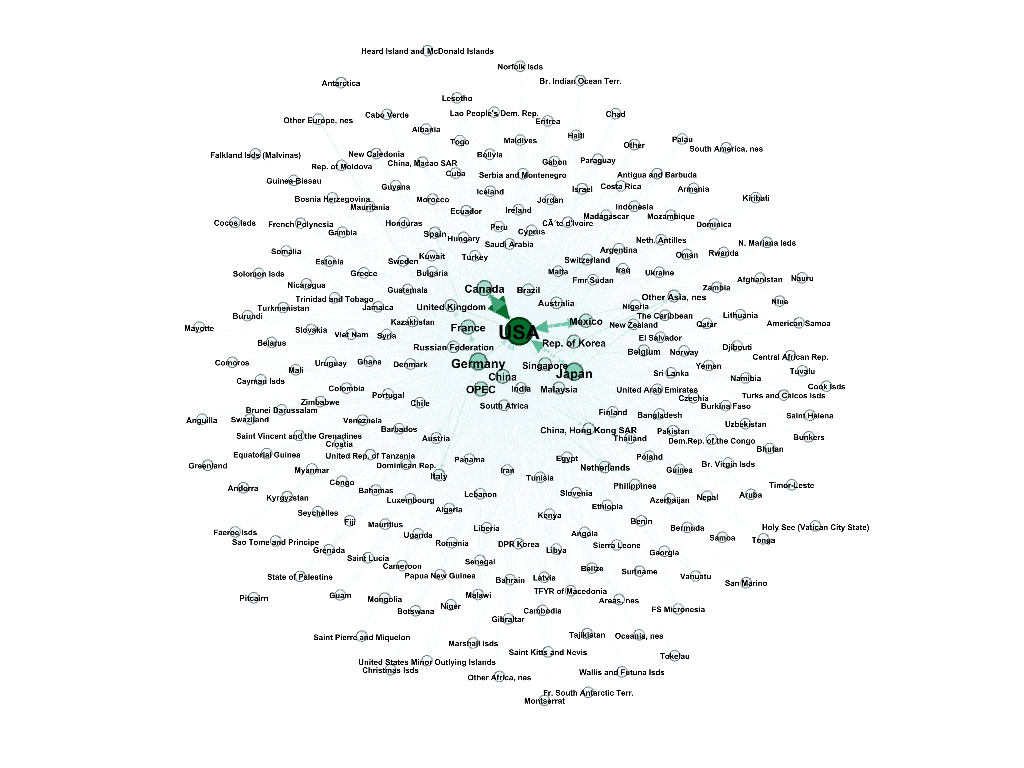 Heard Island and McDonald Islands
Norfolk Isds
Antarctica
Br. Indian Ocean Terr.
Lesotho
Cabo Verde
Lao People's Dem. Rep.
Chad
Other Europe, nes
Eritrea
Albania
Haiti
Togo
Maldives
Palau
Other
South America, nes
Falkland Isds (Malvinas)
New Caledonia
China, Macao SAR
Bolivia
Gabon
Paraguay
Rep. of Moldova
Cuba
Serbia and Montenegro
Antigua and Barbuda
Guinea-Bissau
Guyana
Iceland
Israel
Costa Rica
Armenia
Bosnia Herzegovina
Morocco
Jordan
Kiribati
Mauritania
Ecuador
Ireland
Indonesia
Madagascar
Mozambique
Cocos Isds
French Polynesia
Honduras
Peru
CÃ´te d'Ivoire
Dominica
Gambia
Spain
Hungary
Cyprus
Saudi Arabia
Neth. Antilles
N. Mariana Isds
Somalia
Kuwait
Turkey
Argentina
Oman
Rwanda
Estonia
Sweden
Switzerland
Solomon Isds
Greece
Bulgaria
Malta
Fmr Sudan
Iraq
Ukraine
Afghanistan
Nauru
Nicaragua
Guatemala
Canada
Brazil
Zambia
Trinidad and Tobago
Other Asia, nes
Niue
Turkmenistan
Jamaica
United Kingdom
Australia
Nigeria
Burundi
The Caribbean
Lithuania
Mayotte
Slovakia
Viet Nam
Syria
Kazakhstan
France
USA
Mexico
New Zealand
Qatar
American Samoa
Belarus
Russian Federation
Rep. of Korea
El Salvador
Djibouti
Comoros
Mali
Uruguay
Ghana
Denmark
Germany
Singapore
Belgium
Norway
Yemen
Central African Rep.
Cayman Isds
China
Japan
Sri Lanka
Namibia
Tuvalu
Zimbabwe
Colombia
Portugal
OPEC
India
Malaysia
United Arab Emirates
Czechia
Turks and Caicos Isds
Cook Isds
Brunei Darussalam
Chile
South Africa
Burkina Faso
Anguilla
Swaziland
Venezuela
Finland
Bangladesh
Saint Helena
Saint Vincent and the Grenadines
Barbados
China, Hong Kong SAR
Pakistan
Uzbekistan
Croatia
Austria
Thailand
Dem.Rep. of the Congo
Bunkers
Equatorial Guinea
United Rep. of Tanzania
Panama
Egypt
Poland
Bhutan
Greenland
Myanmar
Dominican Rep.
Iran
Netherlands
Guinea
Br. Virgin Isds
Andorra
Congo
Italy
Tunisia
Philippines
Timor-Leste
Kyrgyzstan
Bahamas
Luxembourg
Lebanon
Slovenia
Azerbaijan
Nepal
Aruba
Seychelles
Algeria
Ethiopia
Fiji
Mauritius
Liberia
Kenya
Benin
Bermuda
Holy See (Vatican City State)
Faeroe Isds
Uganda
Angola
Samoa
Sao Tome and Principe
Grenada
Romania
DPR Korea
Libya
Sierra Leone
Georgia
Tonga
Saint Lucia
Cameroon
Senegal
Belize
Suriname
State of Palestine
Papua New Guinea
Bahrain
Latvia
Vanuatu
San Marino
Pitcairn
Guam
Mongolia
Malawi
TFYR of Macedonia
Areas, nes
Botswana
Niger
Cambodia
FS Micronesia
Gibraltar
Saint Pierre and Miquelon
Marshall Isds
Tajikistan
Oceania, nes
Saint Kitts and Nevis
Tokelau
United States Minor Outlying Islands
Christmas Isds
Other Africa, nes
Wallis and Futuna Isds
Fr. South Antarctic Terr.
Montserrat